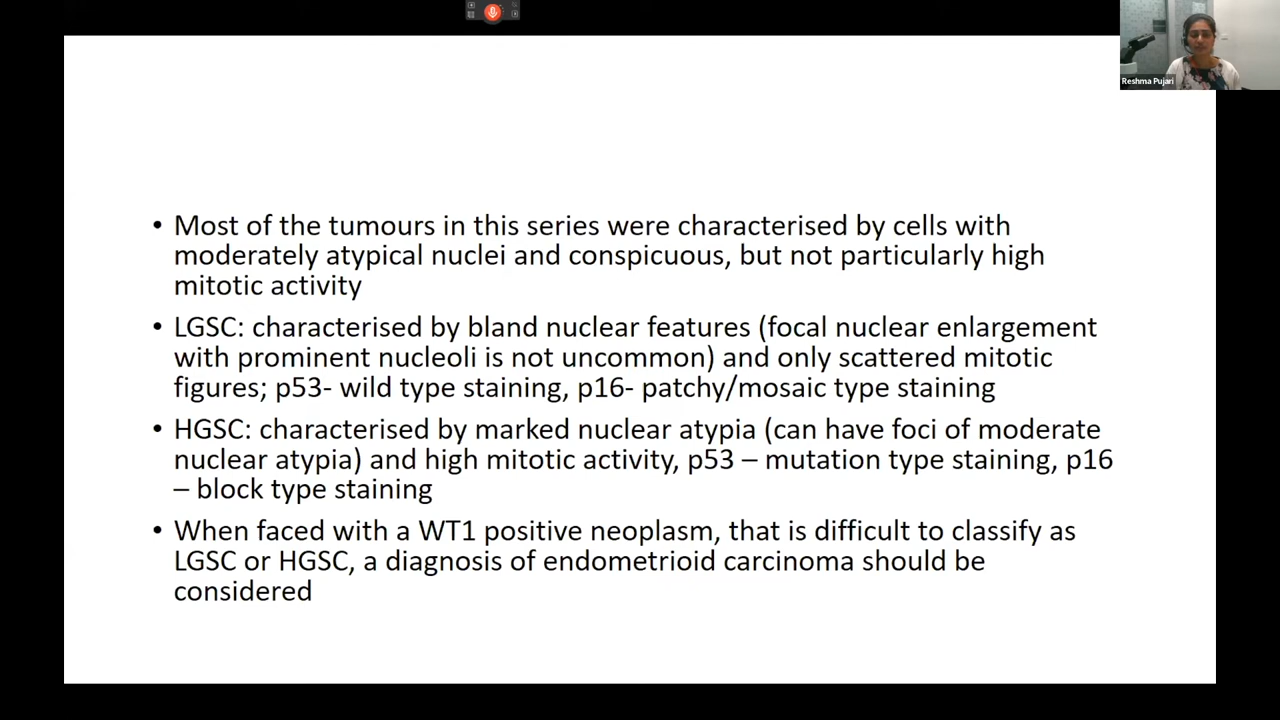 Reshma Pujari
• Most of the tumours in this series were characterised by cells with
moderately atypical nuclei and conspicuous, but not particularly high
mitotic activity
• LGSC: characterised by bland nuclear features (focal nuclear enlargement
with prominent nucleoli is not uncommon) and only scattered mitotic
figures; p53- wild type staining, p16- patchy/mosaic type staining
• HGSC: characterised by marked nuclear atypia (can have foci of moderate
nuclear atypia) and high mitotic activity, p53 – mutation type staining, p16
– block type staining
• When faced with a WT1 positive neoplasm, that is difficult to classify as
LGSC or HGSC, a diagnosis of endometrioid carcinoma should be
considered